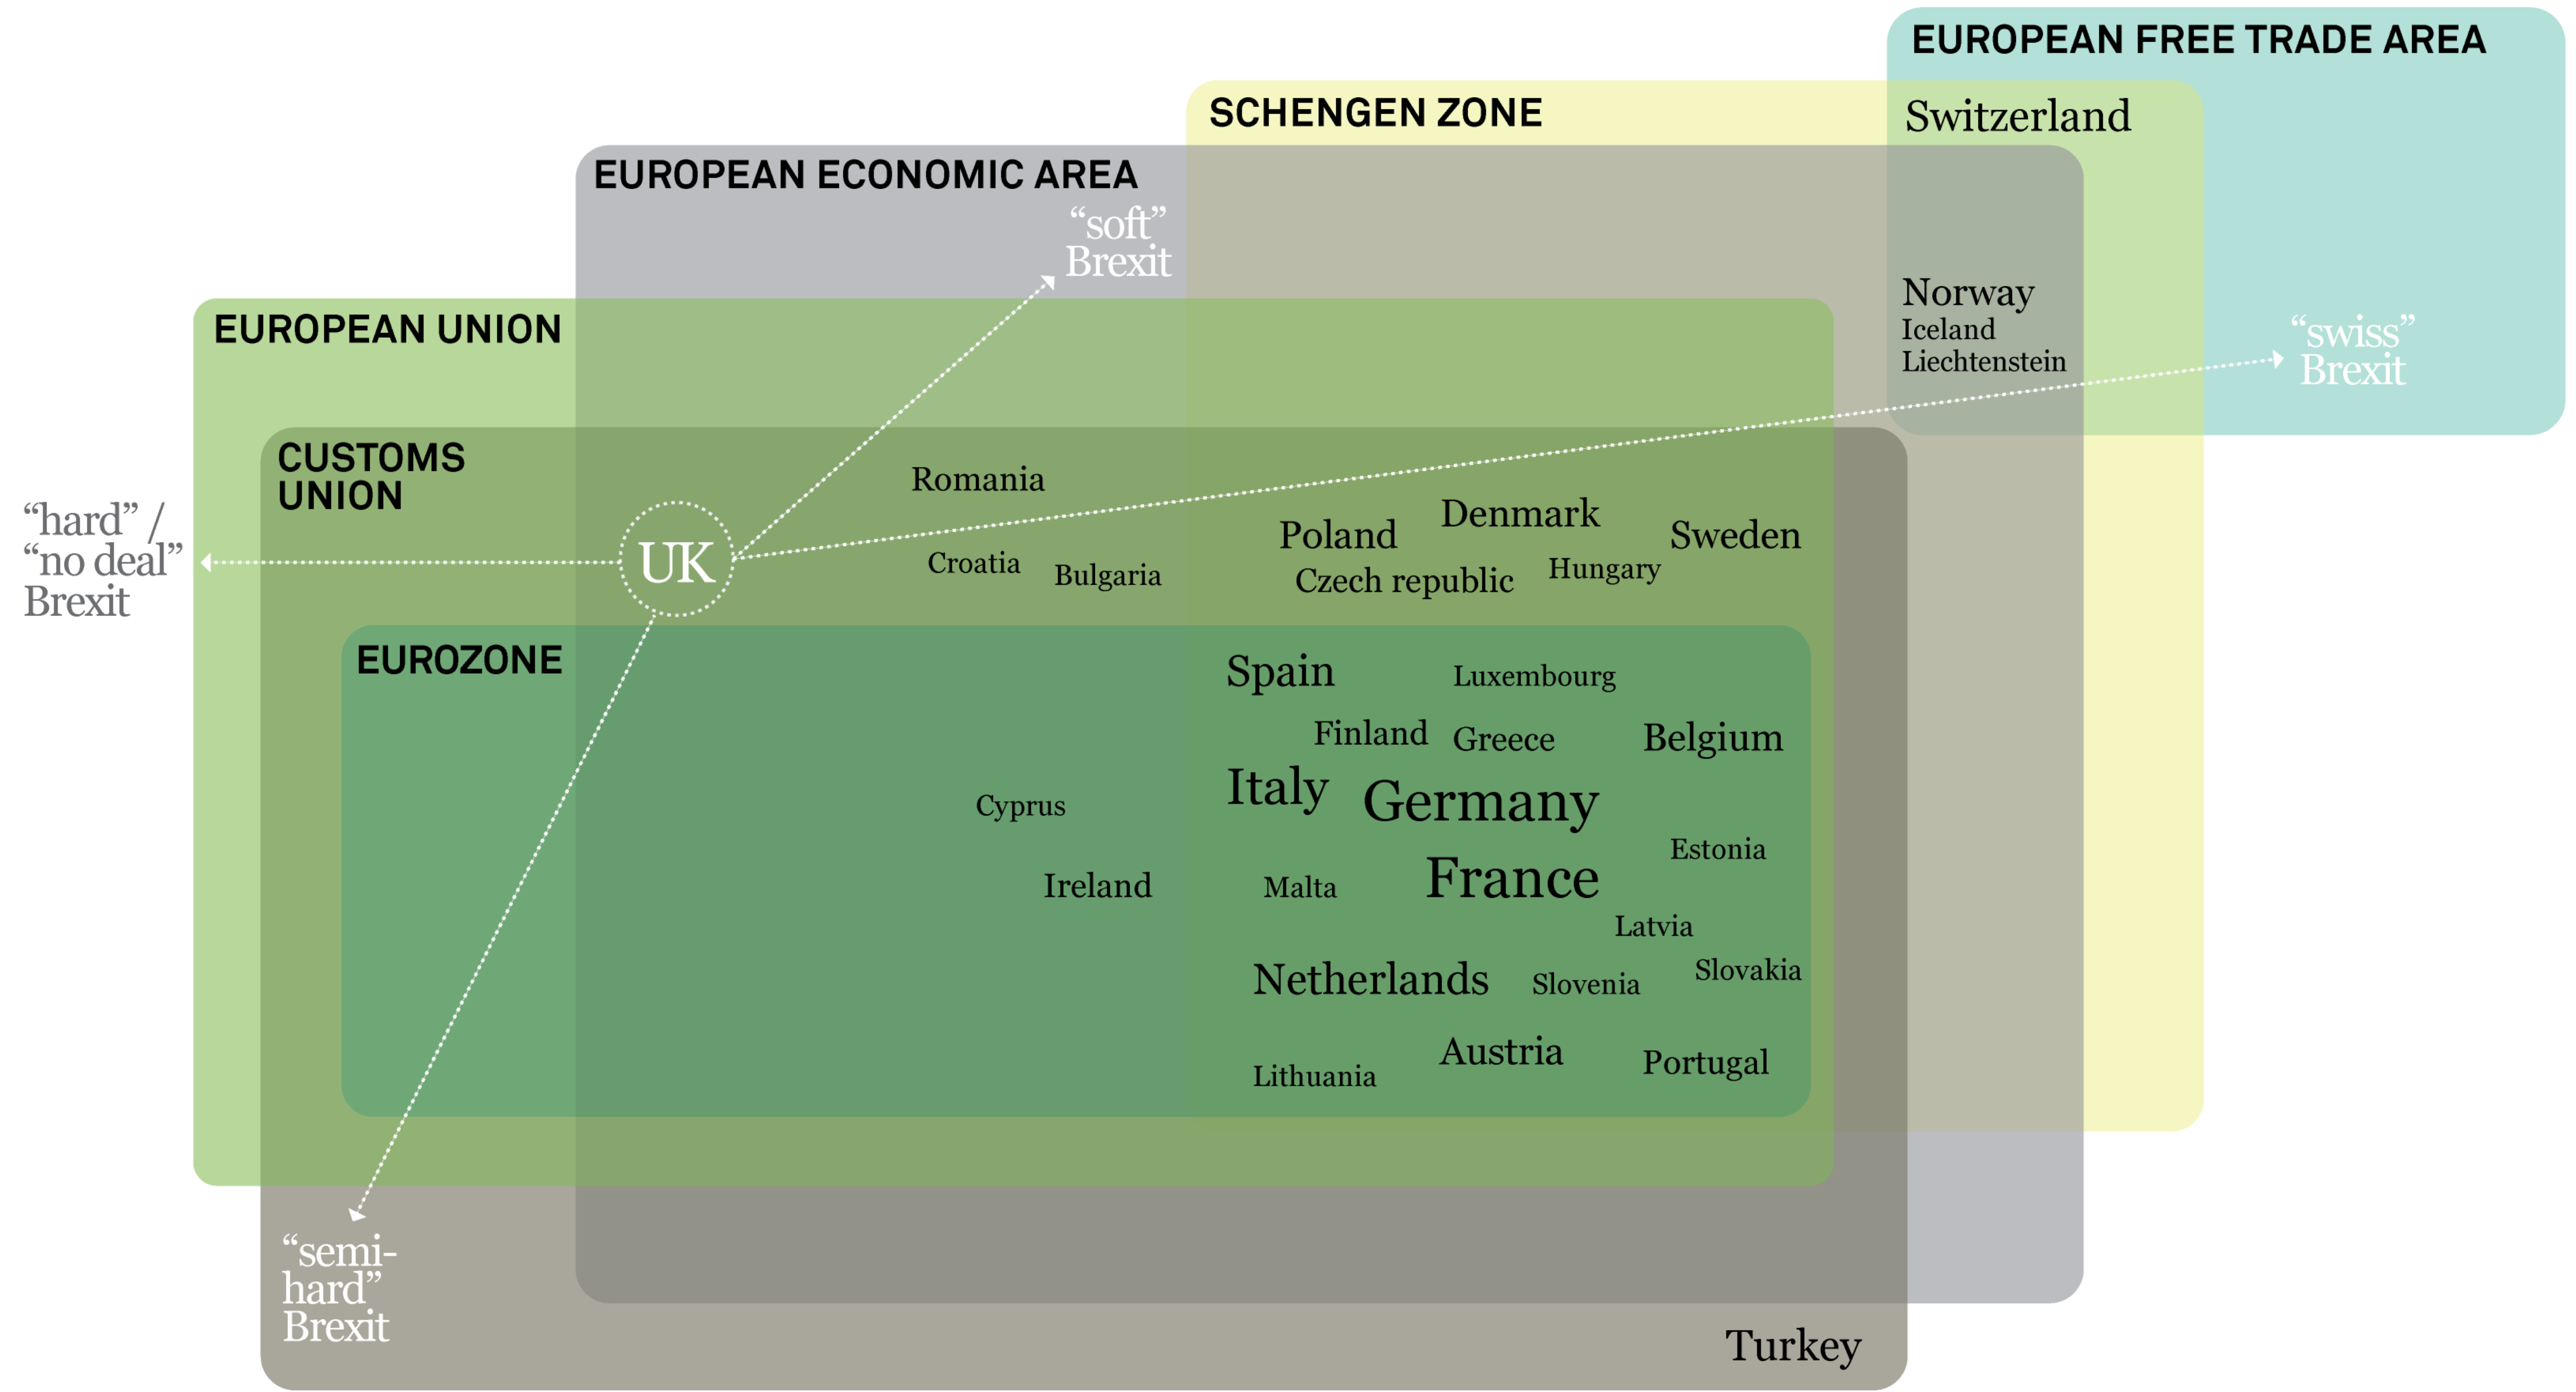 EUROPEAN FREE TRADE AREA
SCHENGEN ZONE
Switzerland
EUROPEAN ECONOMIC AREA
“soft”
Brexit
Norway
Iceland
Liechtenstein
“swiss”
Brexit
EUROPEAN UNION
CUSTOMS
UNION
“hard” /
“no deal”
Brexit
UK
Romania
Croatia
Bulgaria
Poland
Denmark
Sweden
Czech republic
Hungary
EUROZONE
Spain
Luxembourg
Finland
Greece
Belgium
Italy
Germany
Cyprus
Estonia
Ireland
Malta
France
Latvia
Netherlands
Slovenia
Slovakia
Lithuania
Austria
Portugal
“semi-
hard”
Brexit
Turkey